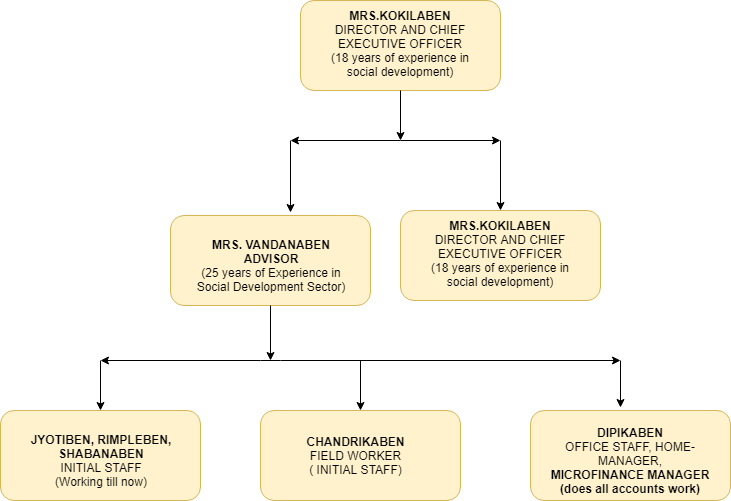 MRS.KOKILABEN
DIRECTOR AND CHIEF
EXECUTIVE OFFICER
(18 years of experience in
social development)
MRS. VANDANABEN
ADVISOR
(25 years of Experience in
Social Development Sector)
MRS.KOKILABEN
DIRECTOR AND CHIEF
EXECUTIVE OFFICER
(18 years of experience in
social development)
JYOTIBEN, RIMPLEBEN,
SHABANABEN
INITIAL STAFF
(Working till now)
CHANDRIKABEN
FIELD WORKER
( INITIAL STAFF)
DIPIKABEN
OFFICE STAFF, HOME-
MANAGER,
MICROFINANCE MANAGER
(does all accounts work)